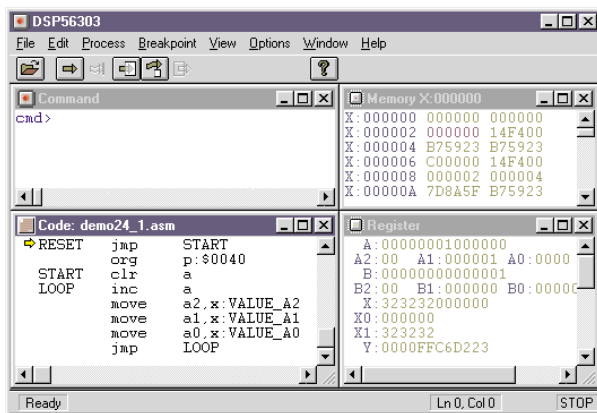 DSP56303
File Edit Process Breakpoint View Options Window Help
?
Command
cmd>
Memory X:000000
X:000000 000000 000000
X:000002 000000 14F400
X:000004 B75923 B75923
X:000006 C00000 14F400
X:000008 000002 000004
X:00000A 7D8A5F B75923
Code: demo24_1.asm
RESET jmp START
org p:$0040
START clr a
LOOP inc a
move a2,x:VALUE_A2
move a1,x:VALUE_A1
move a0,x:VALUE_A0
jmp LOOP
Register
A:00000001000000
A2:00 A1:000001 A0:0000
B:00000000000001
B2:00 B1:000000 B0:0000
X:323232000000
X0:000000
X1:323232
Y:0000FFC6D223
Ready
Ln 0, Col 0
STOP